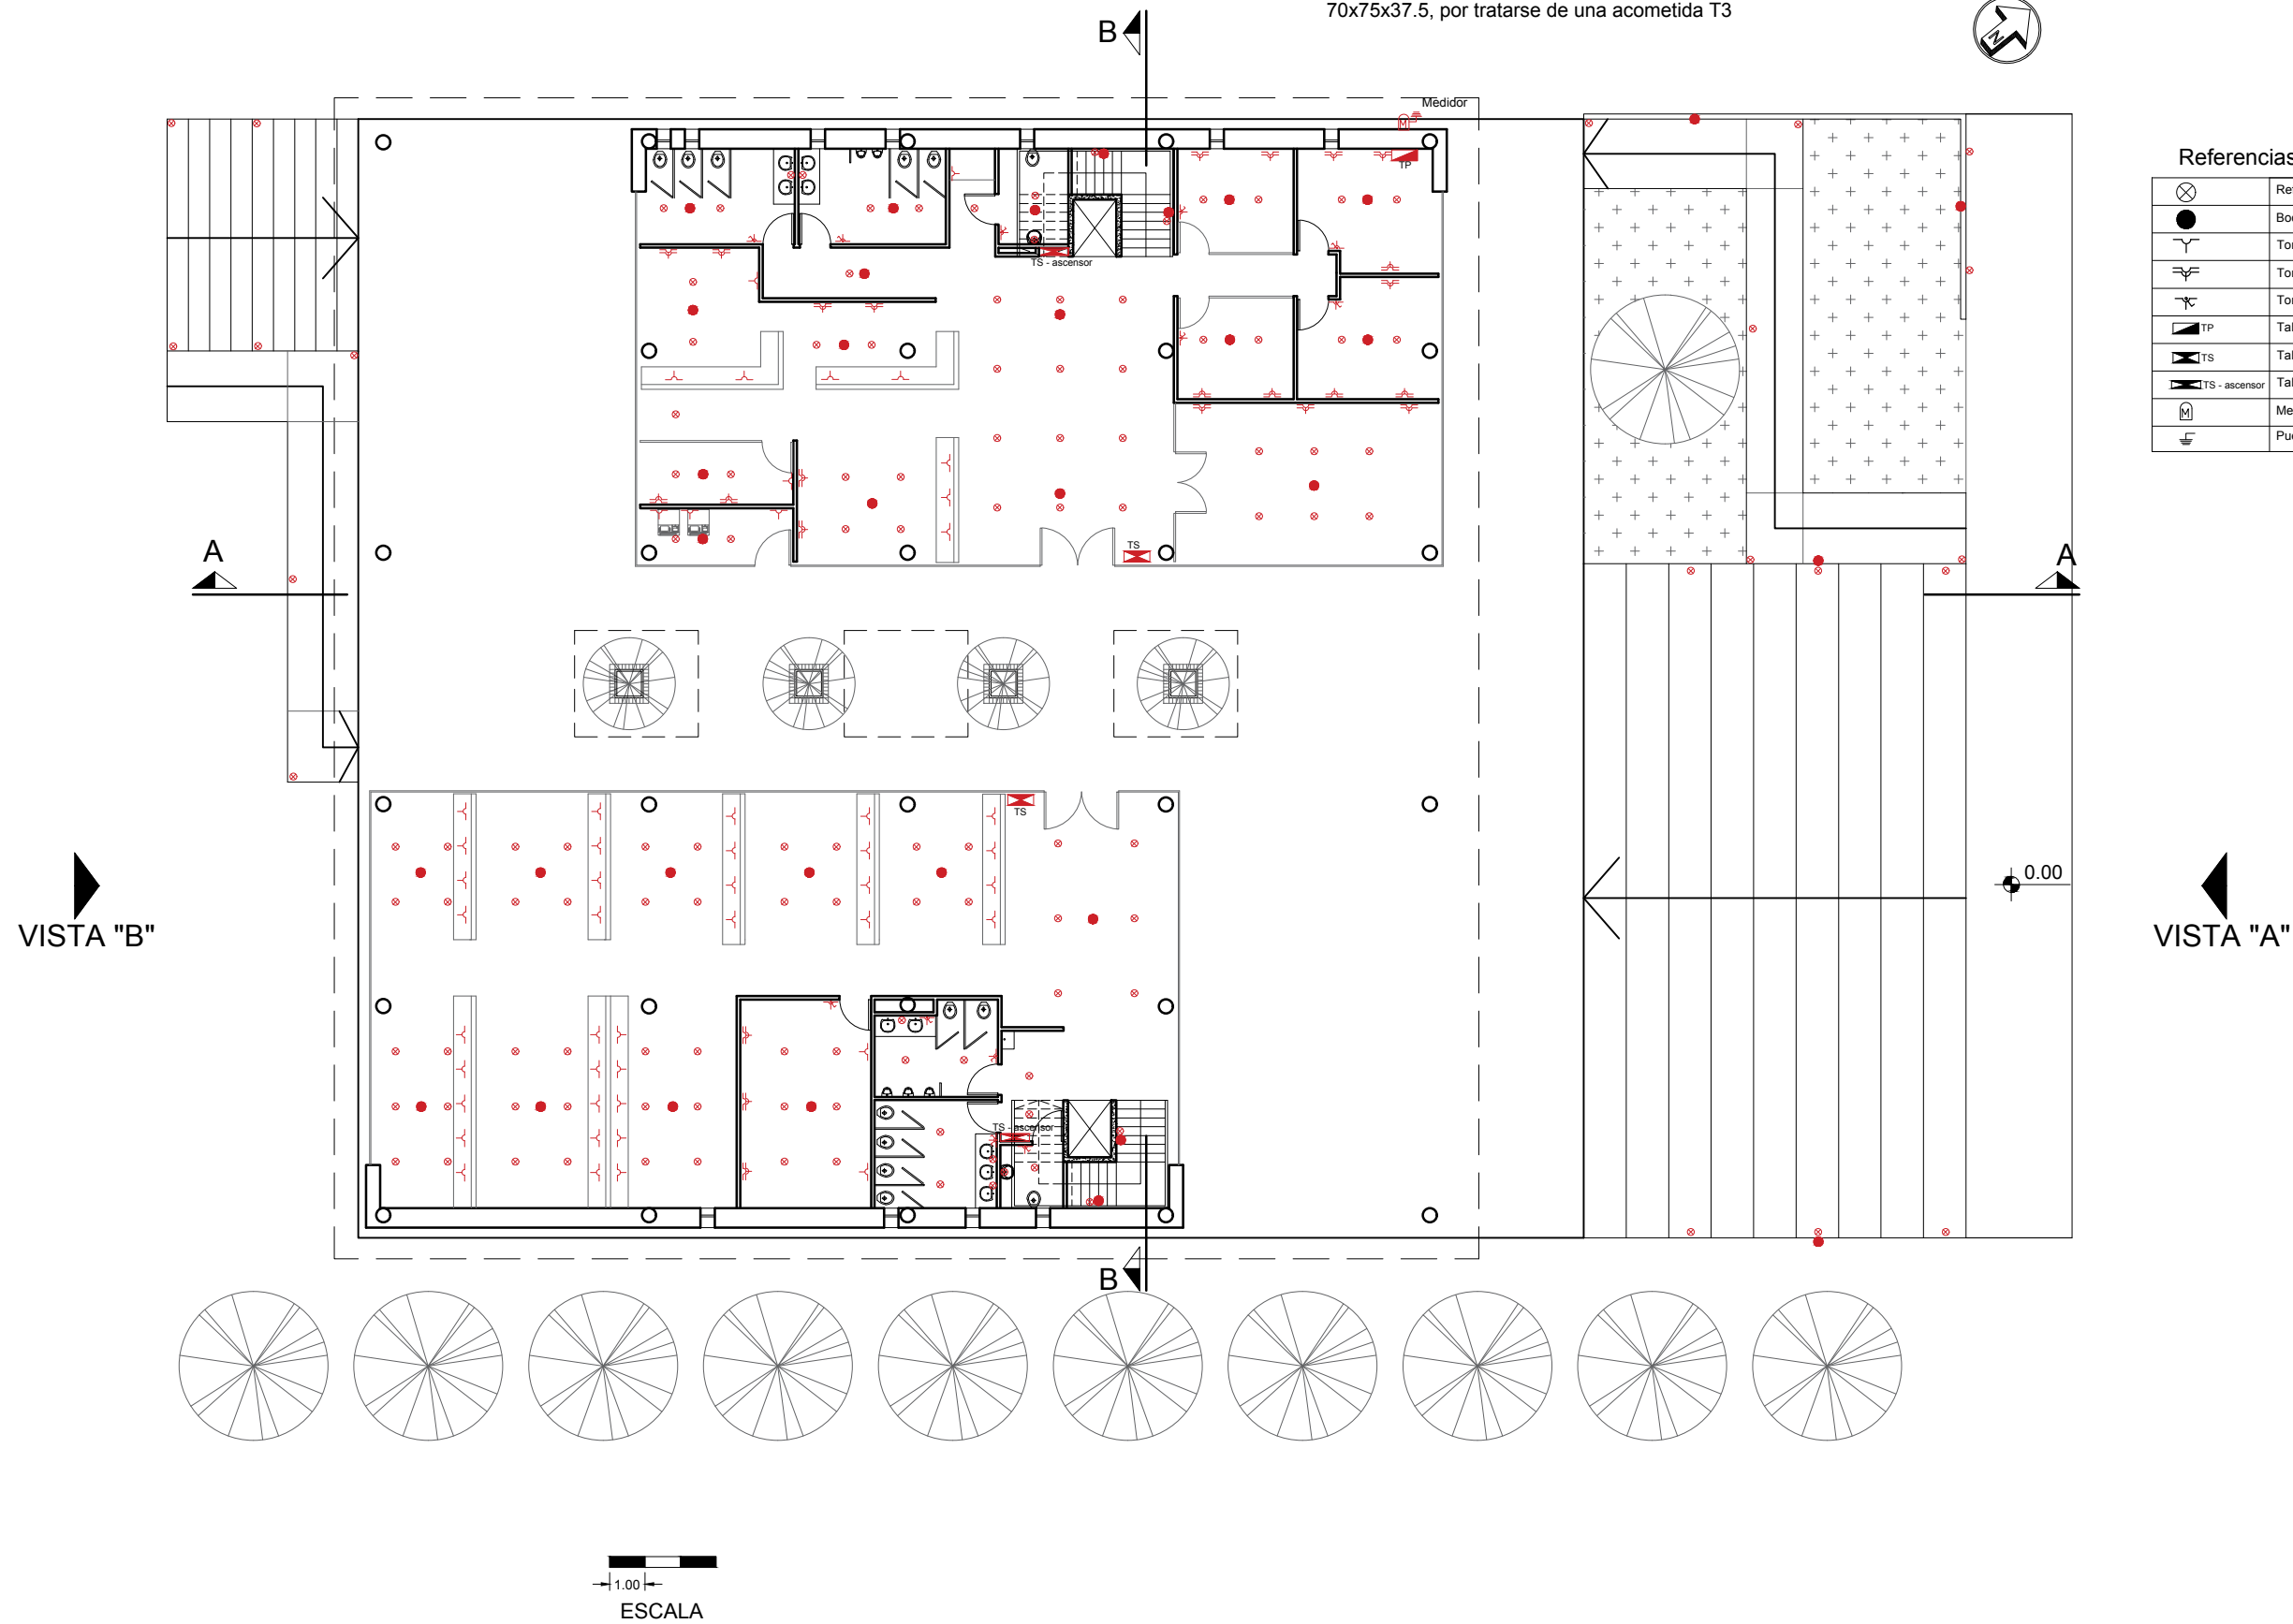 70x75x37.5, por tratarse de una acometida T3
B
N
Medidor
M
TP
Referencias
TP
TS
TS - ascensor
M
TS - ascensor
A
TS
A
TS
0.00
VISTA "B"
VISTA "A"
TS - ascensor
B
1.00
ESCALA